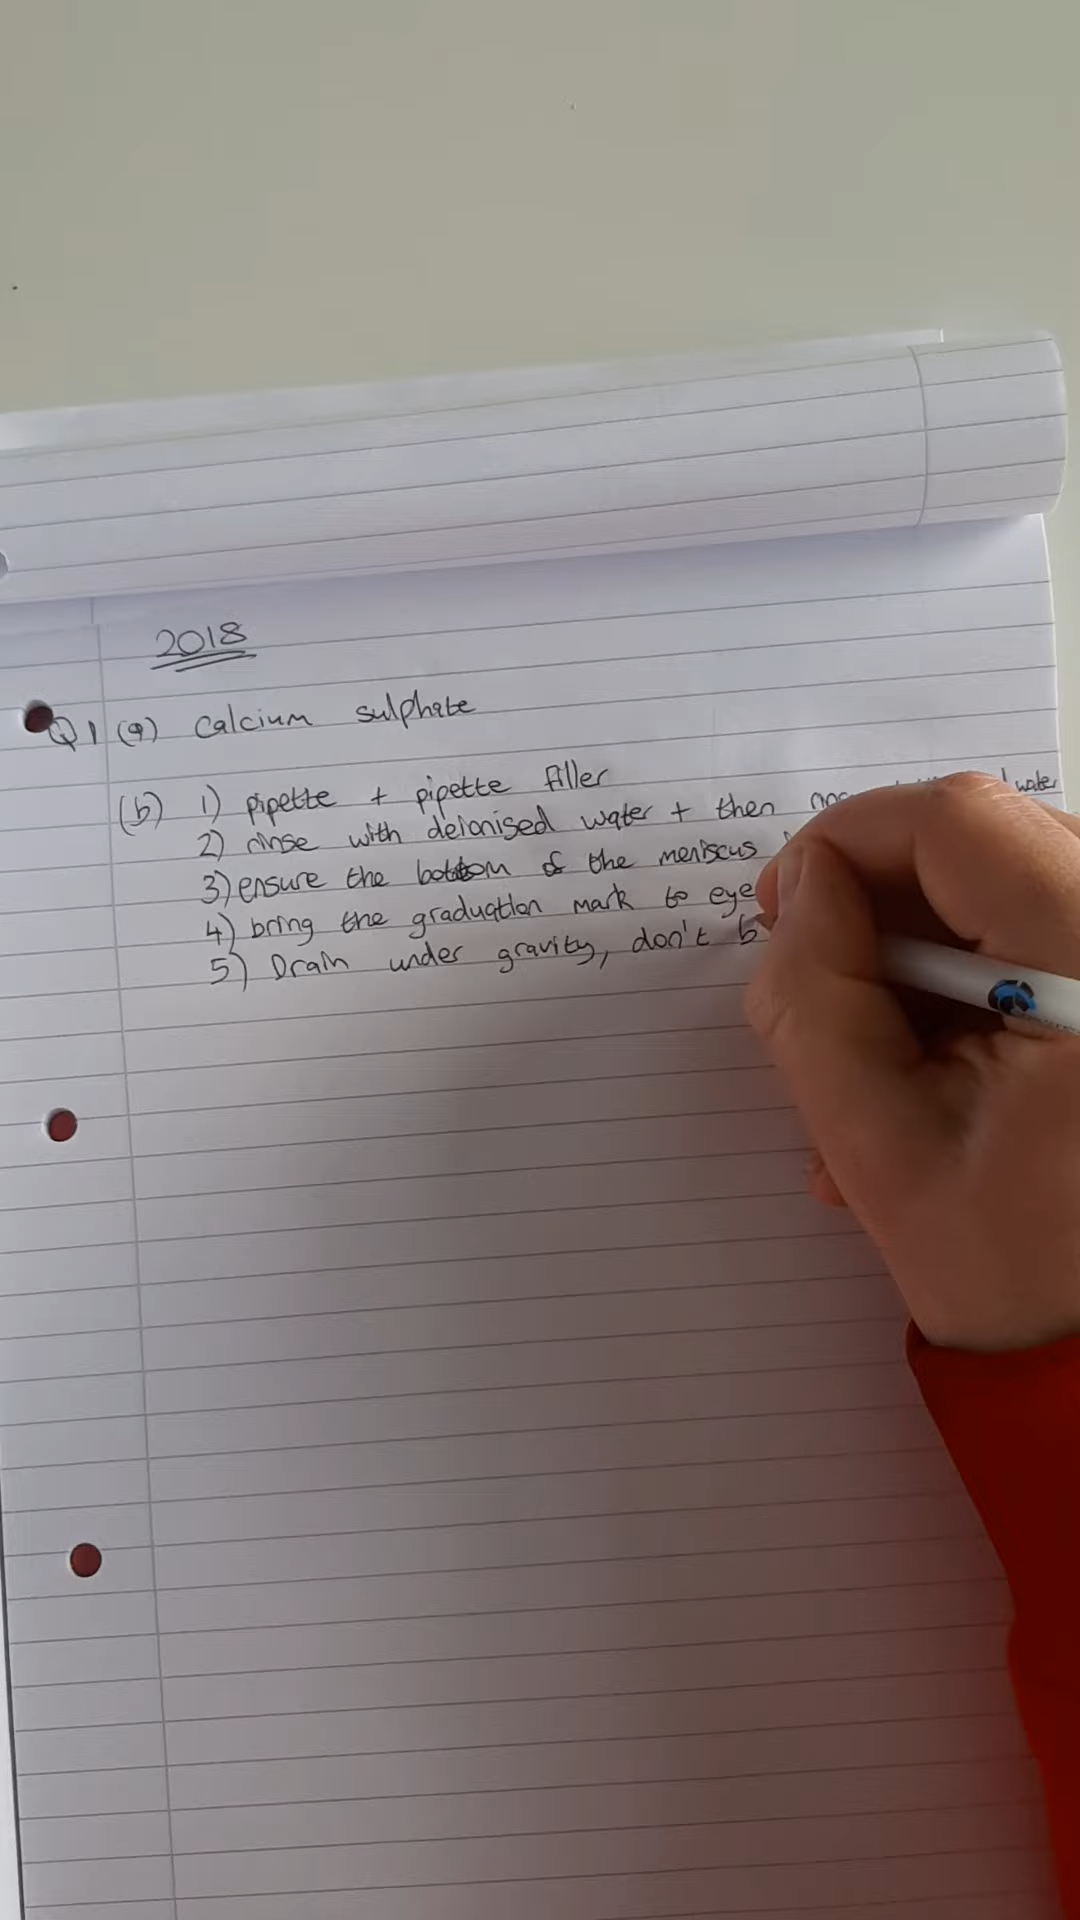 2018
Q1 (a) Calcium sulphate
(b) 1) pipette + pipette filler
2) rinse with deionised water + then water
3) ensure the bottom of the meniscus
4) bring the graduation mark to eye
5) Drain under gravity, don't b